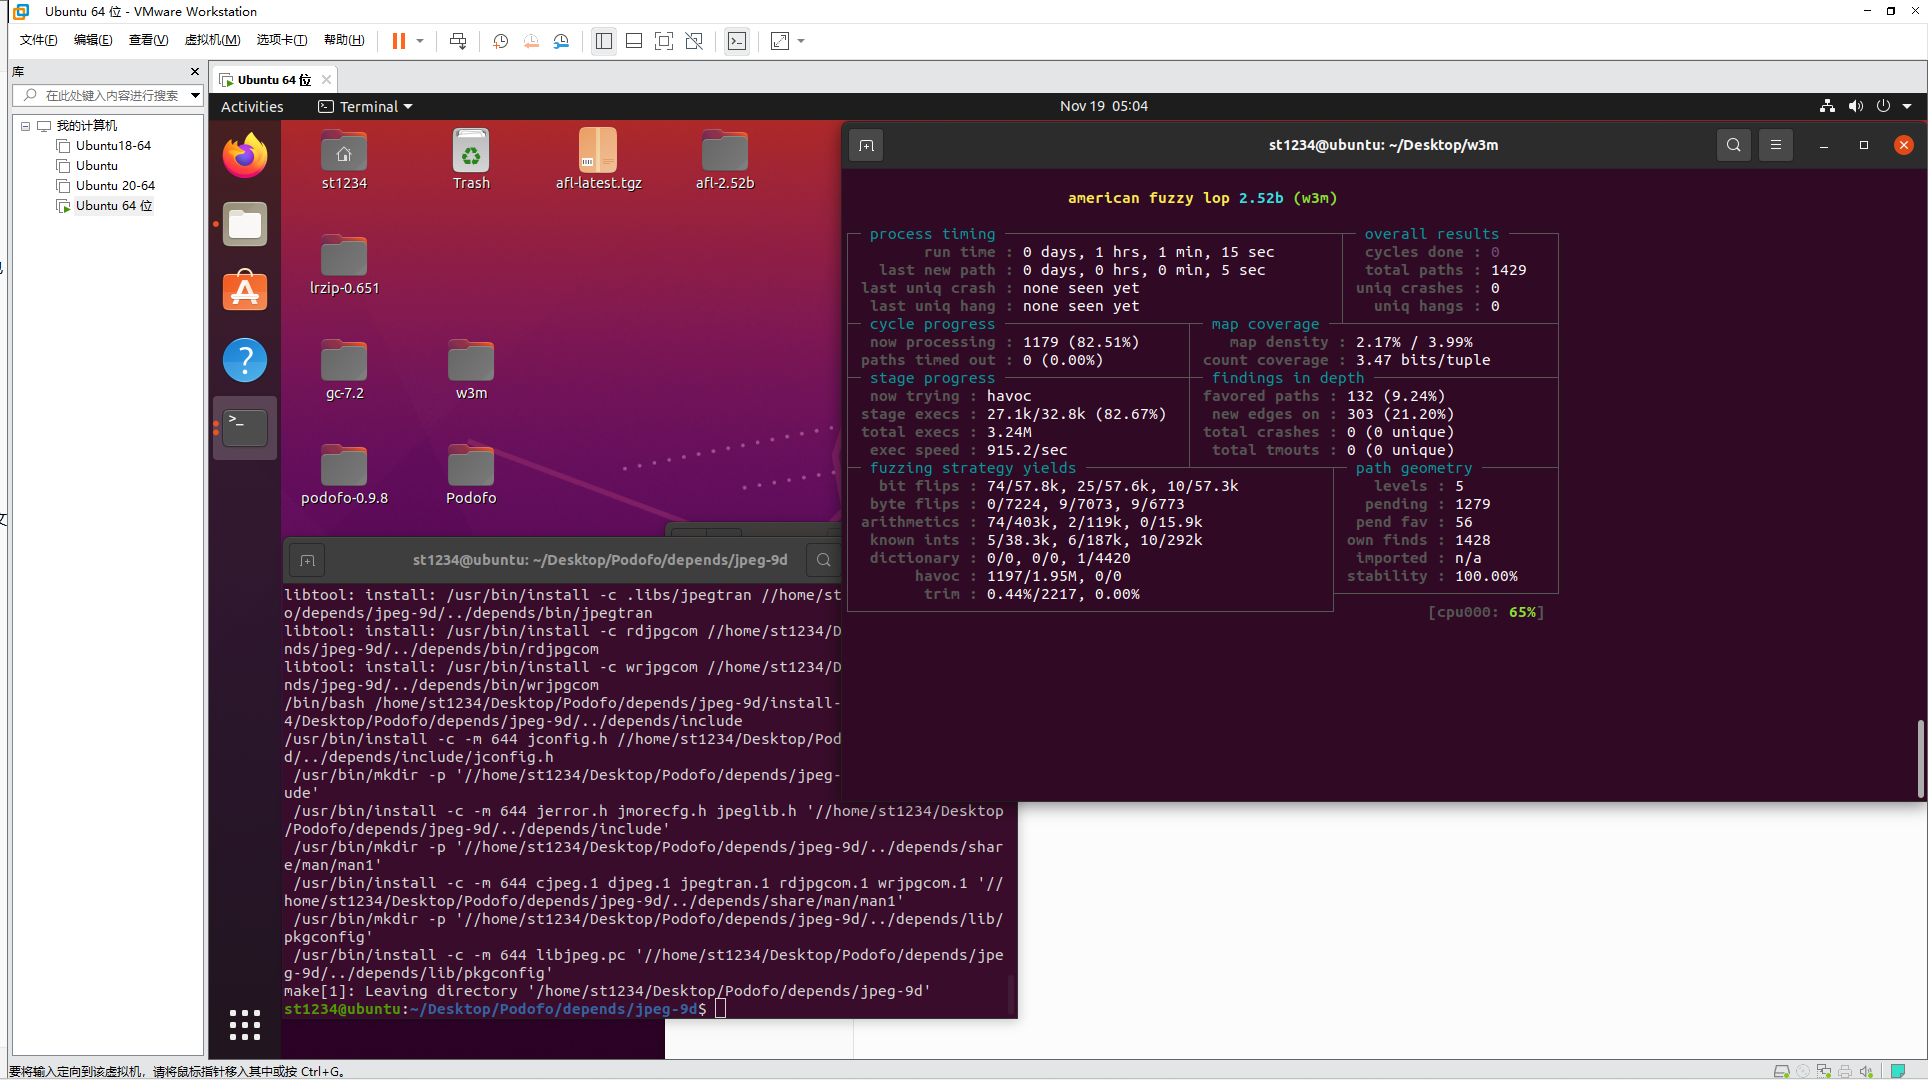 Ubuntu 64 位 - VMware Workstation
文件(F) 编辑(E) 查看(V) 虚拟机(M) 选项卡(T) 帮助(H)
库
在此处键入内容进行搜索
我的计算机
Ubuntu18-64
Ubuntu
Ubuntu 20-64
Ubuntu 64 位
Ubuntu 64 位
Activities Terminal Nov 19 05:04
st1234
Trash
afl-latest.tgz
afl-2.52b
lrzip-0.651
gc-7.2
w3m
podofo-0.9.8
Podofo
st1234@ubuntu: ~/Desktop/w3m
american fuzzy lop 2.52b (w3m)
process timing overall results
run time : 0 days, 1 hrs, 1 min, 15 sec cycles done : 0
last new path : 0 days, 0 hrs, 0 min, 5 sec total paths : 1429
last uniq crash : none seen yet uniq crashes : 0
last uniq hang : none seen yet uniq hangs : 0
cycle progress map coverage
now processing : 1179 (82.51%) map density : 2.17% / 3.99%
paths timed out : 0 (0.00%) count coverage : 3.47 bits/tuple
stage progress findings in depth
now trying : havoc favored paths : 132 (9.24%)
stage execs : 27.1k/32.8k (82.67%) new edges on : 303 (21.20%)
total execs : 3.24M total crashes : 0 (0 unique)
exec speed : 915.2/sec total tmouts : 0 (0 unique)
fuzzing strategy yields path geometry
bit flips : 74/57.8k, 25/57.6k, 10/57.3k levels : 5
byte flips : 0/7224, 9/7073, 9/6773 pending : 1279
arithmetics : 74/403k, 2/119k, 0/15.9k pend fav : 56
known ints : 5/38.3k, 6/187k, 10/292k own finds : 1428
dictionary : 0/0, 0/0, 1/4420 imported : n/a
havoc : 1197/1.95M, 0/0 stability : 100.00%
trim : 0.44%/2217, 0.00%
[cpu000: 65%]
st1234@ubuntu: ~/Desktop/Podofo/depends/jpeg-9d
libtool: install: /usr/bin/install -c .libs/jpegtran //home/st
o/depends/jpeg-9d/../depends/bin/jpegtran
libtool: install: /usr/bin/install -c rdjpgcom //home/st1234/D
nds/jpeg-9d/../depends/bin/rdjpgcom
libtool: install: /usr/bin/install -c wrjpgcom //home/st1234/D
nds/jpeg-9d/../depends/bin/wrjpgcom
/bin/bash /home/st1234/Desktop/Podofo/depends/jpeg-9d/install-
4/Desktop/Podofo/depends/jpeg-9d/../depends/include
/usr/bin/install -c -m 644 jconfig.h //home/st1234/Desktop/Pod
d/../depends/include/jconfig.h
/usr/bin/mkdir -p '//home/st1234/Desktop/Podofo/depends/jpeg-
ude'
/usr/bin/install -c -m 644 jerror.h jmorecfg.h jpeglib.h '//home/st1234/Desktop
/Podofo/depends/jpeg-9d/../depends/include'
/usr/bin/mkdir -p '//home/st1234/Desktop/Podofo/depends/jpeg-9d/../depends/shar
e/man/man1'
/usr/bin/install -c -m 644 cjpeg.1 djpeg.1 jpegtran.1 rdjpgcom.1 wrjpgcom.1 '//
home/st1234/Desktop/Podofo/depends/jpeg-9d/../depends/share/man/man1'
/usr/bin/mkdir -p '//home/st1234/Desktop/Podofo/depends/jpeg-9d/../depends/lib/
pkgconfig'
/usr/bin/install -c -m 644 libjpeg.pc '//home/st1234/Desktop/Podofo/depends/jpe
g-9d/../depends/lib/pkgconfig'
make[1]: Leaving directory '/home/st1234/Desktop/Podofo/depends/jpeg-9d'
st1234@ubuntu:~/Desktop/Podofo/depends/jpeg-9d$
要将输入定向到该虚拟机，请将鼠标指针移入其中或按 Ctrl+G。